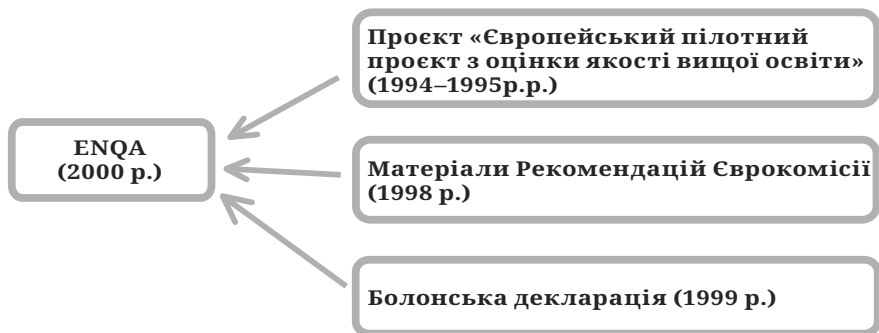 Проєкт «Європейський пілотний
проєкт з оцінки якості вищої освіти»
(1994–1995р.р.)
ENQA
(2000 р.)
Матеріали Рекомендацій Єврокомісії
(1998 р.)
Болонська декларація (1999 р.)